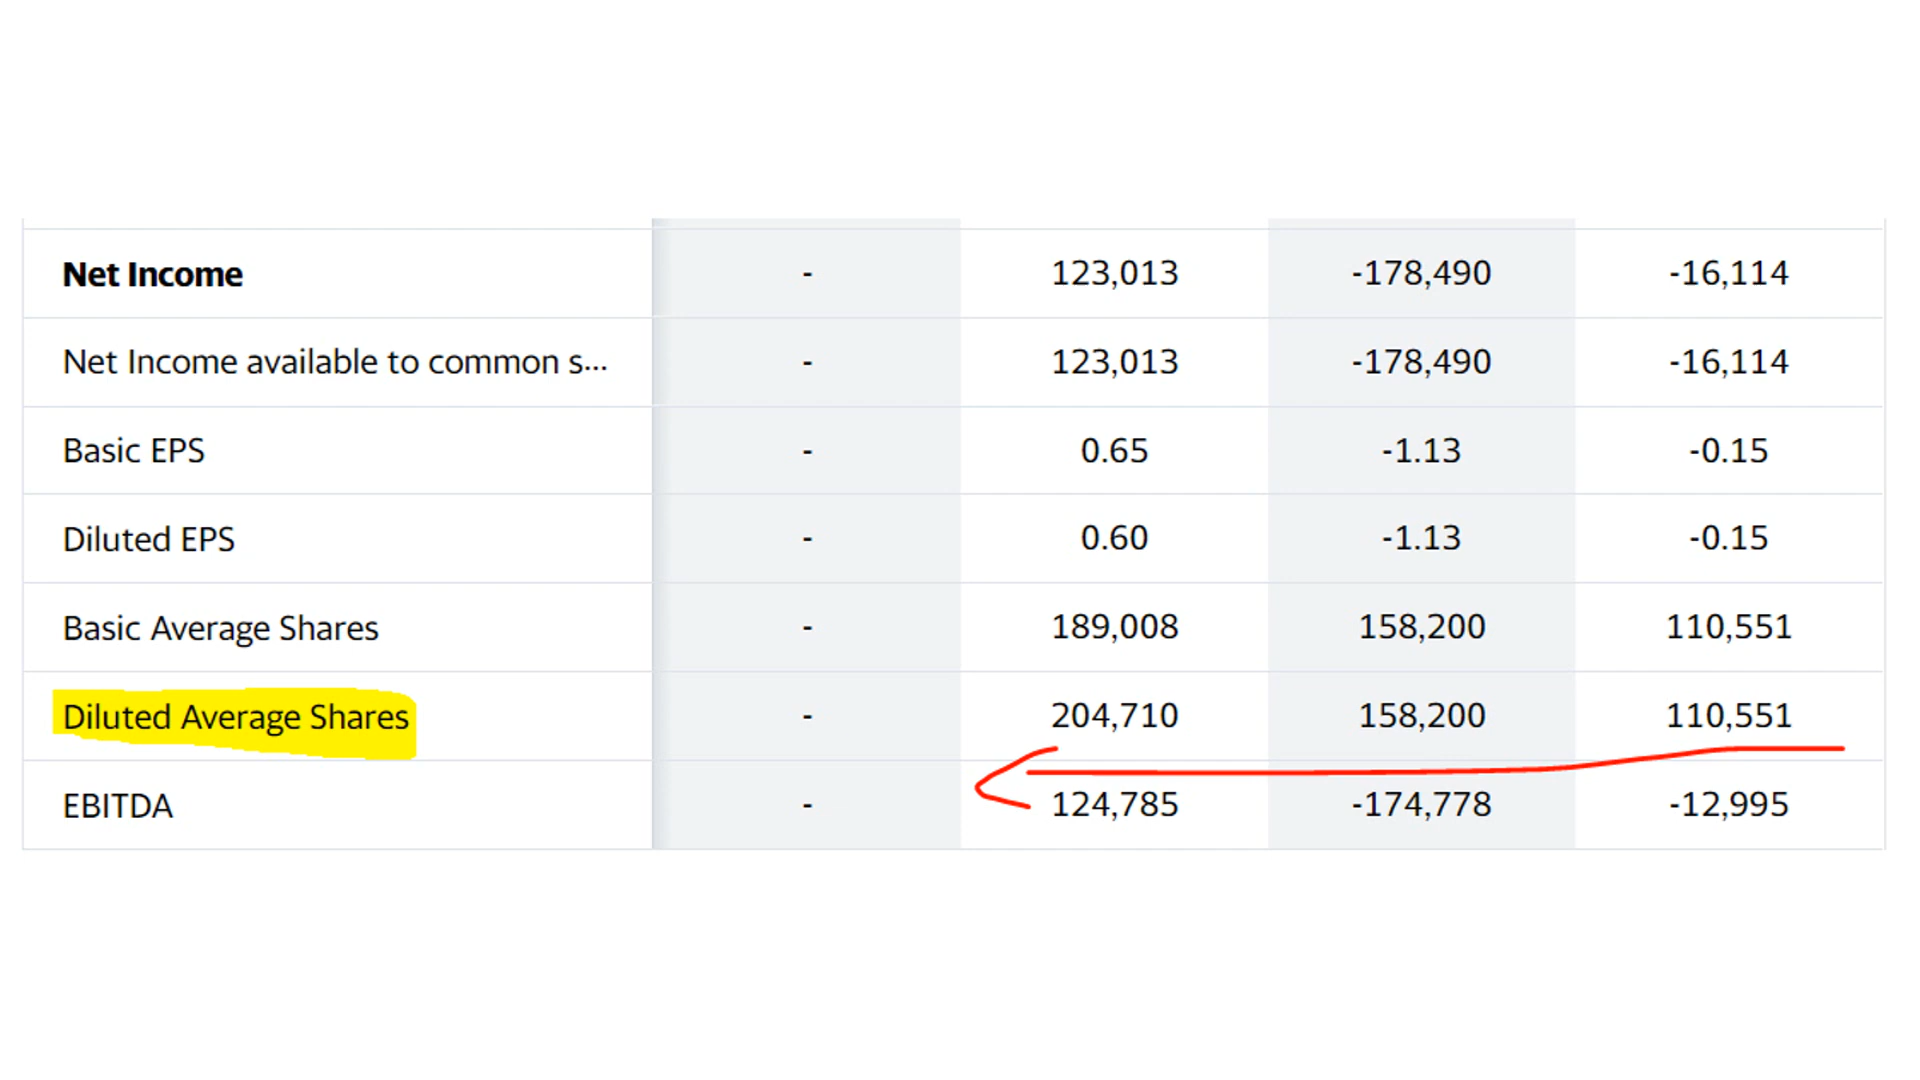 Net Income - 123,013 -178,490 -16,114
Net Income available to common s... - 123,013 -178,490 -16,114
Basic EPS - 0.65 -1.13 -0.15
Diluted EPS - 0.60 -1.13 -0.15
Basic Average Shares - 189,008 158,200 110,551
Diluted Average Shares - 204,710 158,200 110,551
EBITDA - 124,785 -174,778 -12,995